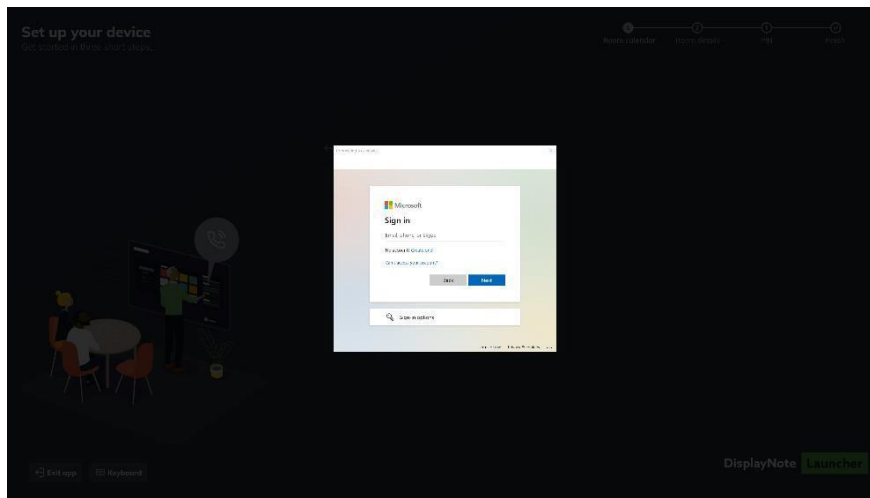 Set up your device
Get started in three short steps.
Room calendar
Room details
PIN
Finish
Microsoft
Sign in
Email, phone, or Skype
No account? Create one!
Can't access your account?
Back
Next
Sign-in options
Exit app
Keyboard
DisplayNote Launcher